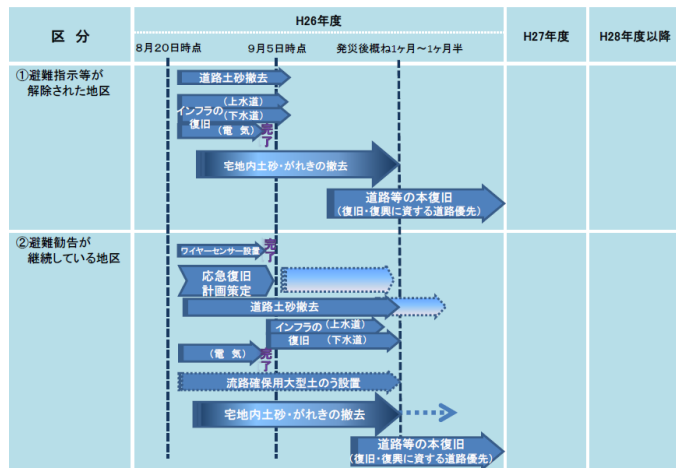 区 分
H26年度
H27年度
H28年度以降
8月20日時点
9月5日時点
発災後概ね1ヶ月～1ヶ月半
①避難指示等が
解除された地区
道路土砂撤去
インフラの
復旧
（上水道）
（下水道）
（電 気）
完了
宅地内土砂・がれきの撤去
道路等の本復旧
（復旧・復興に資する道路優先）
②避難勧告が
継続している地区
ワイヤーセンサー設置
完了
応急復旧
計画策定
道路土砂撤去
インフラの（上水道）
復旧 （下水道）
（電 気）
完了
流路確保用大型土のう設置
宅地内土砂・がれきの撤去
道路等の本復旧
（復旧・復興に資する道路優先）